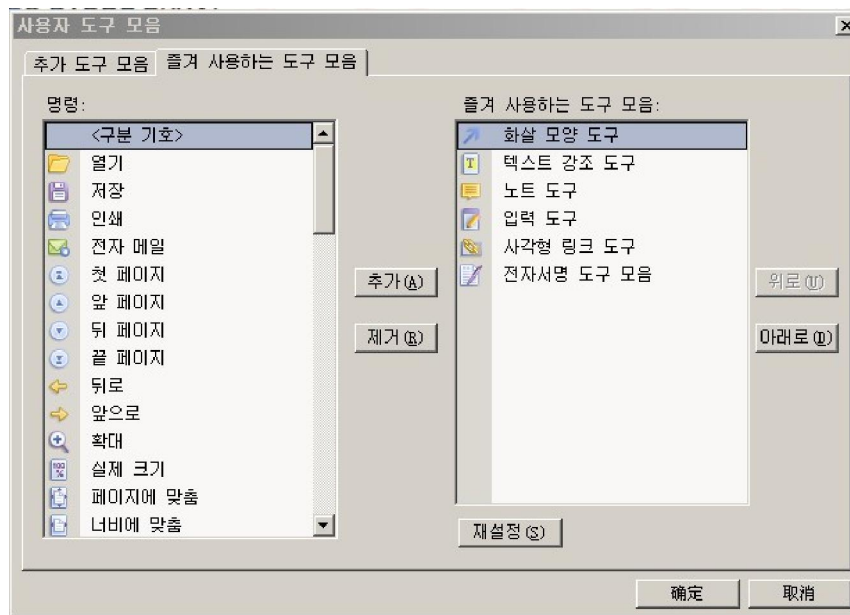 사용자 도구 모음
추가 도구 모음
즐겨 사용하는 도구 모음
명령:
<구분 기호>
열기
저장
인쇄
전자 메일
첫 페이지
앞 페이지
뒤 페이지
끝 페이지
뒤로
앞으로
확대
실제 크기
페이지에 맞춤
너비에 맞춤
추가(A)
제거(R)
즐겨 사용하는 도구 모음:
화살 모양 도구
텍스트 강조 도구
노트 도구
입력 도구
사각형 링크 도구
전자서명 도구 모음
위로(U)
아래로(D)
재설정(S)
确定
取消